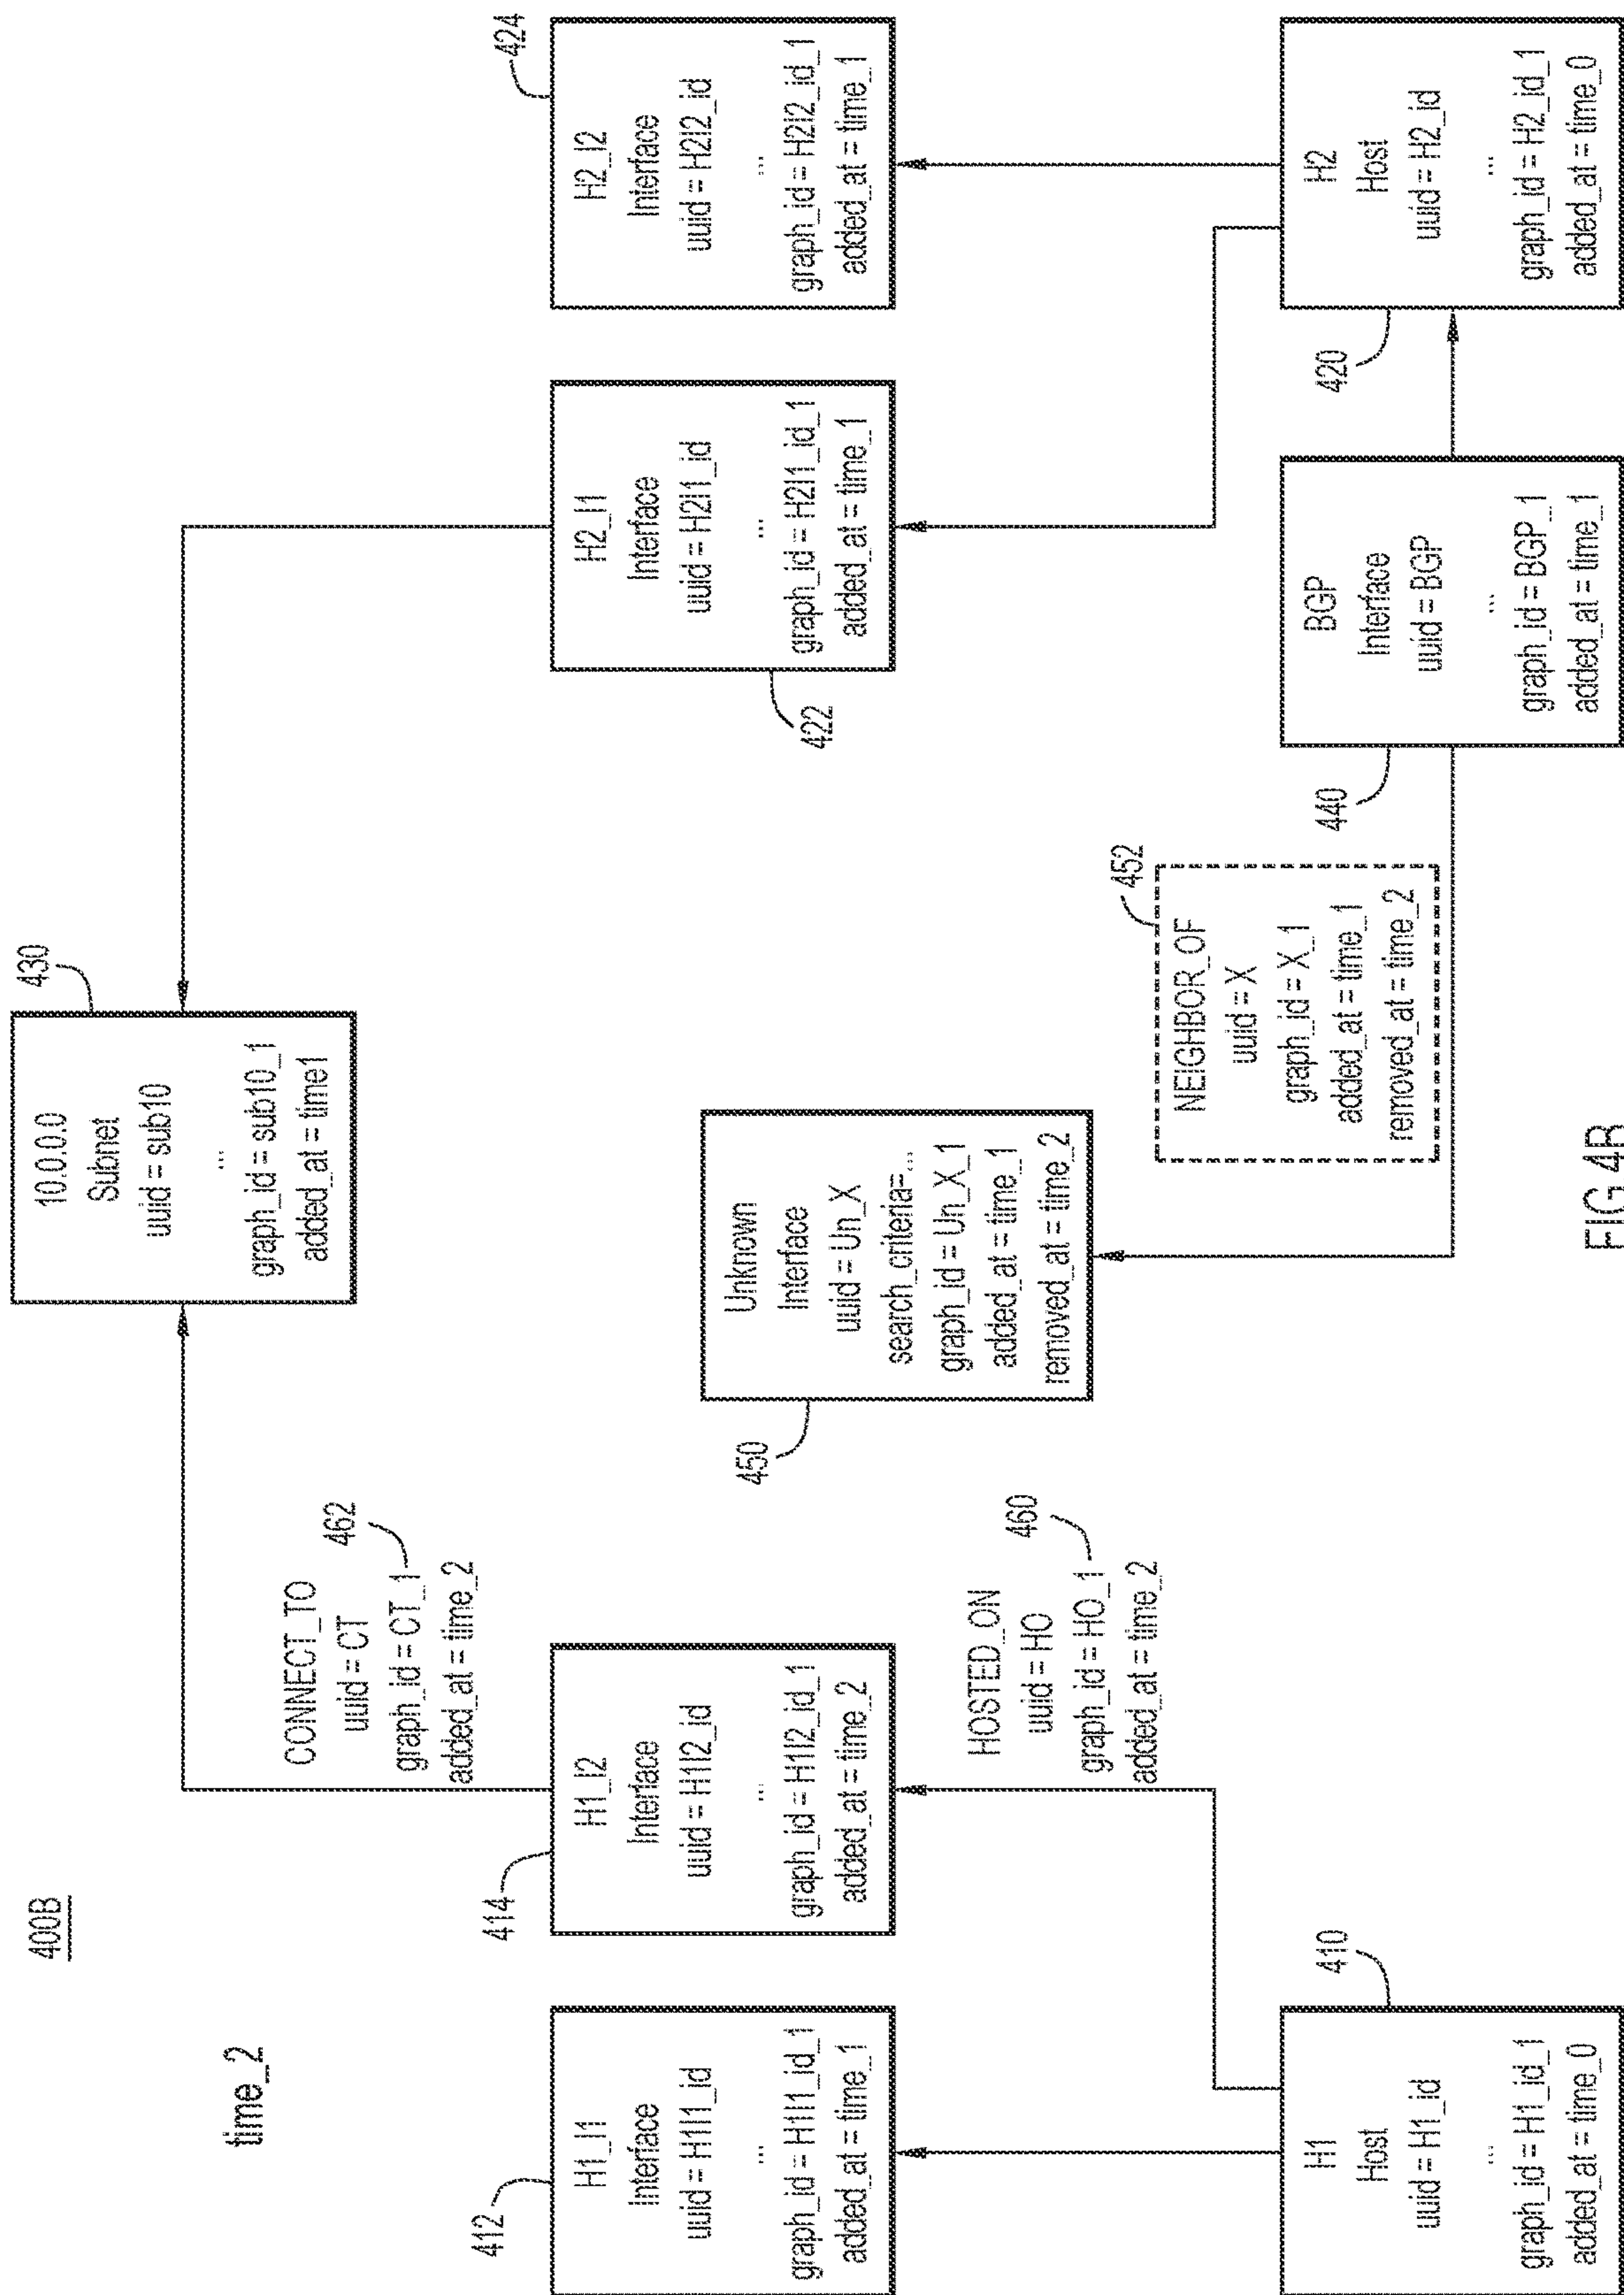 400B
time_2
430
10.0.0.0
Subnet
uuid = sub10
...
graph_id = sub10_1
added_at = time1
CONNECT_TO
uuid = CT
462
graph_id = CT_1
added_at = time_2
412
H1_I1
Interface
uuid = H1I1_id
...
graph_id = H1I1_id_1
added_at = time_1
414
H1_I2
Interface
uuid = H1I2_id
...
graph_id = H1I2_id_1
added_at = time_2
422
H2_I1
Interface
uuid = H2I1_id
...
graph_id = H2I1_id_1
added_at = time_1
424
H2_I2
Interface
uuid = H2I2_id
...
graph_id = H2I2_id_1
added_at = time_1
450
Unknown
Interface
uuid = Un_X
search_criteria=...
graph_id = Un_X_1
added_at = time_1
removed_at = time_2
HOSTED_ON
uuid = HO
460
graph_id = HO_1
added_at = time_2
452
NEIGHBOR_OF
uuid = X
graph_id = X_1
added_at = time_1
removed_at = time_2
410
H1
Host
uuid = H1_id
...
graph_id = H1_id_1
added_at = time_0
440
BGP
Interface
uuid = BGP
...
graph_id = BGP_1
added_at = time_1
420
H2
Host
uuid = H2_id
...
graph_id = H2_id_1
added_at = time_0
FIG.4B